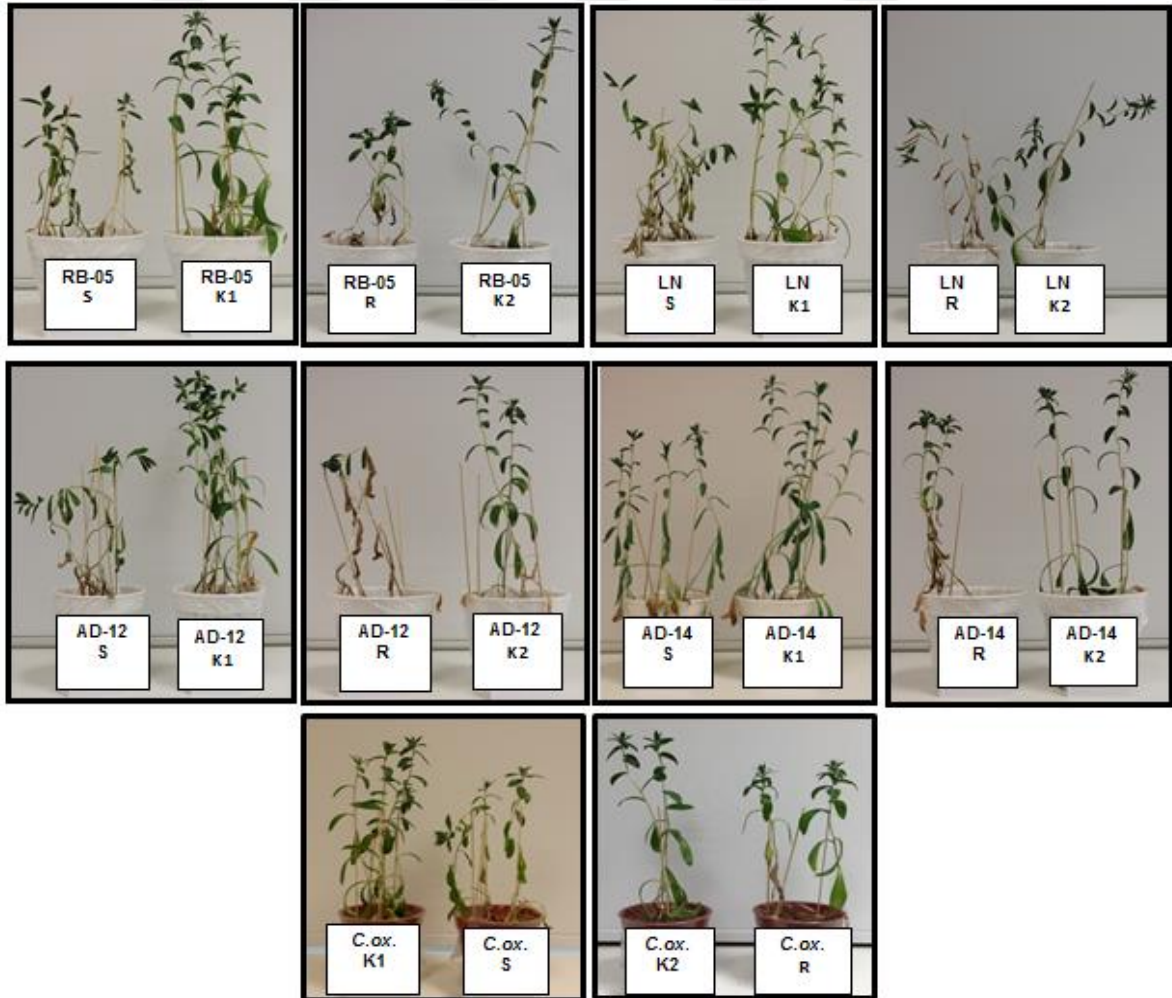 RB-05
S
RB-05
K1
RB-05
R
RB-05
K2
LN
S
LN
K1
LN
R
LN
K2
AD-12
S
AD-12
K1
AD-12
R
AD-12
K2
AD-14
S
AD-14
K1
AD-14
R
AD-14
K2
C.ox.
K1
C.ox.
S
C.ox.
K2
C.ox.
R